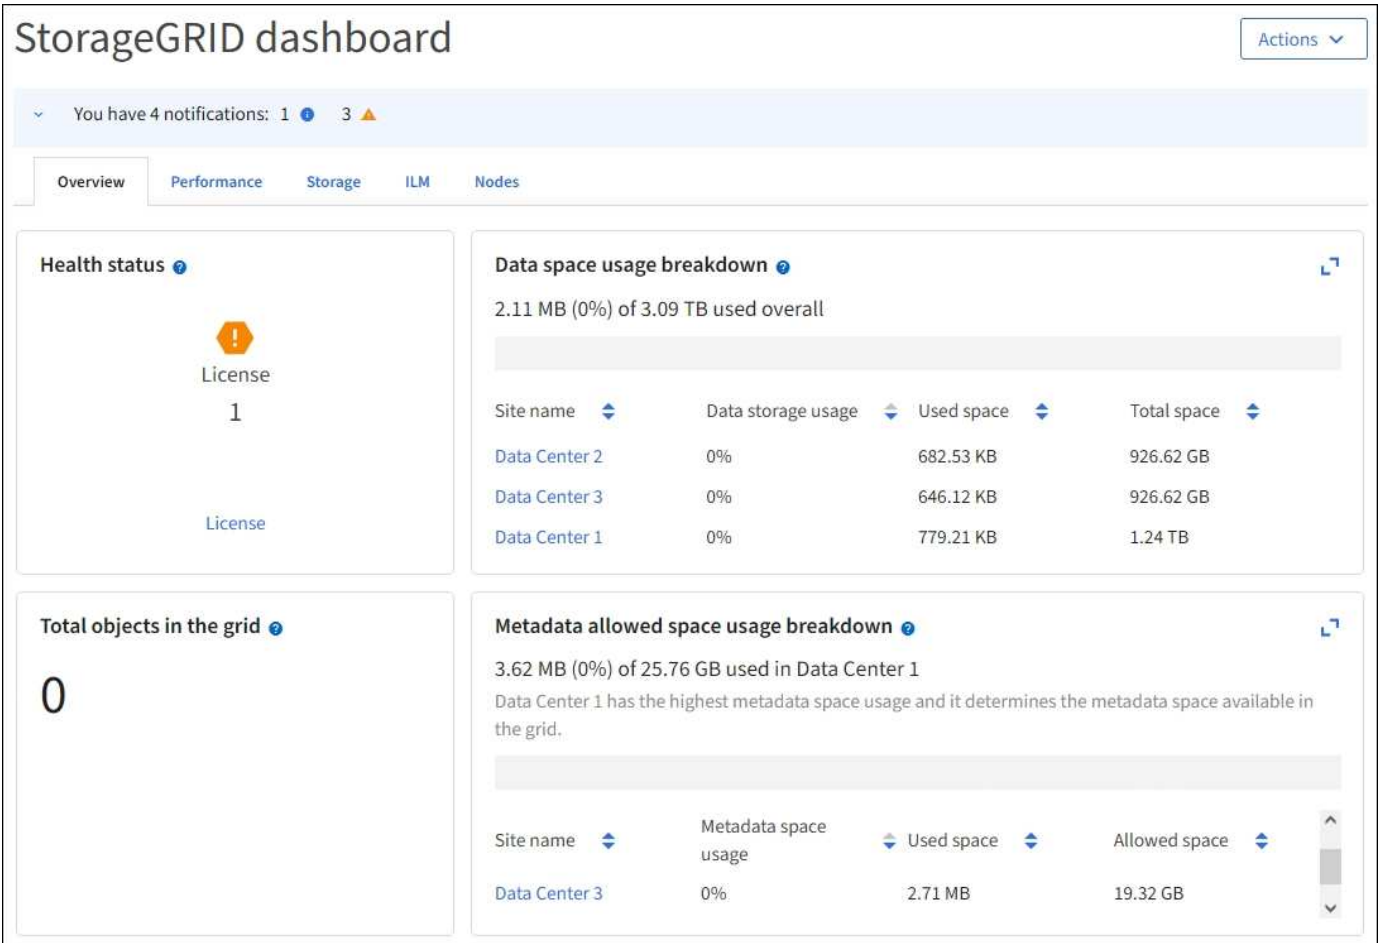 StorageGRID dashboard
Actions
You have 4 notifications: 1 3
Overview Performance Storage ILM Nodes
Health status
License
1
License
Data space usage breakdown
2.11 MB (0%) of 3.09 TB used overall
Site name Data storage usage Used space Total space
Data Center 2 0% 682.53 KB 926.62 GB
Data Center 3 0% 646.12 KB 926.62 GB
Data Center 1 0% 779.21 KB 1.24 TB
Total objects in the grid
0
Metadata allowed space usage breakdown
3.62 MB (0%) of 25.76 GB used in Data Center 1
Data Center 1 has the highest metadata space usage and it determines the metadata space available in
the grid.
Site name Metadata space usage Used space Allowed space
Data Center 3 0% 2.71 MB 19.32 GB